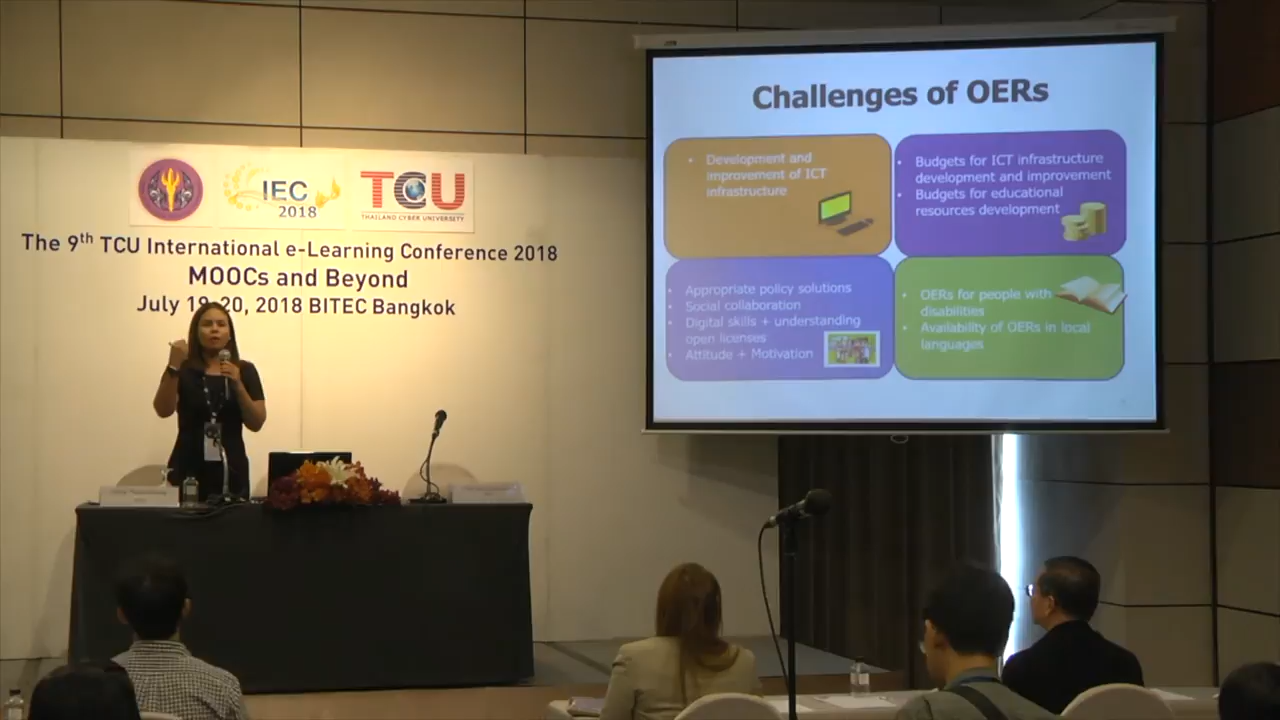 IEC
2018
TCU
THAILAND CYBER UNIVERSITY
The 9th TCU International e-Learning Conference 2018
MOOCs and Beyond
July 19-20, 2018 BITEC Bangkok
Challenges of OERs
• Development and
improvement of ICT
infrastructure
• Budgets for ICT infrastructure
development and improvement
• Budgets for educational
resources development
• Appropriate policy solutions
• Social collaboration
• Digital skills + understanding
open licenses
• Attitude + Motivation
• OERs for people with
disabilities
• Availability of OERs in local
languages